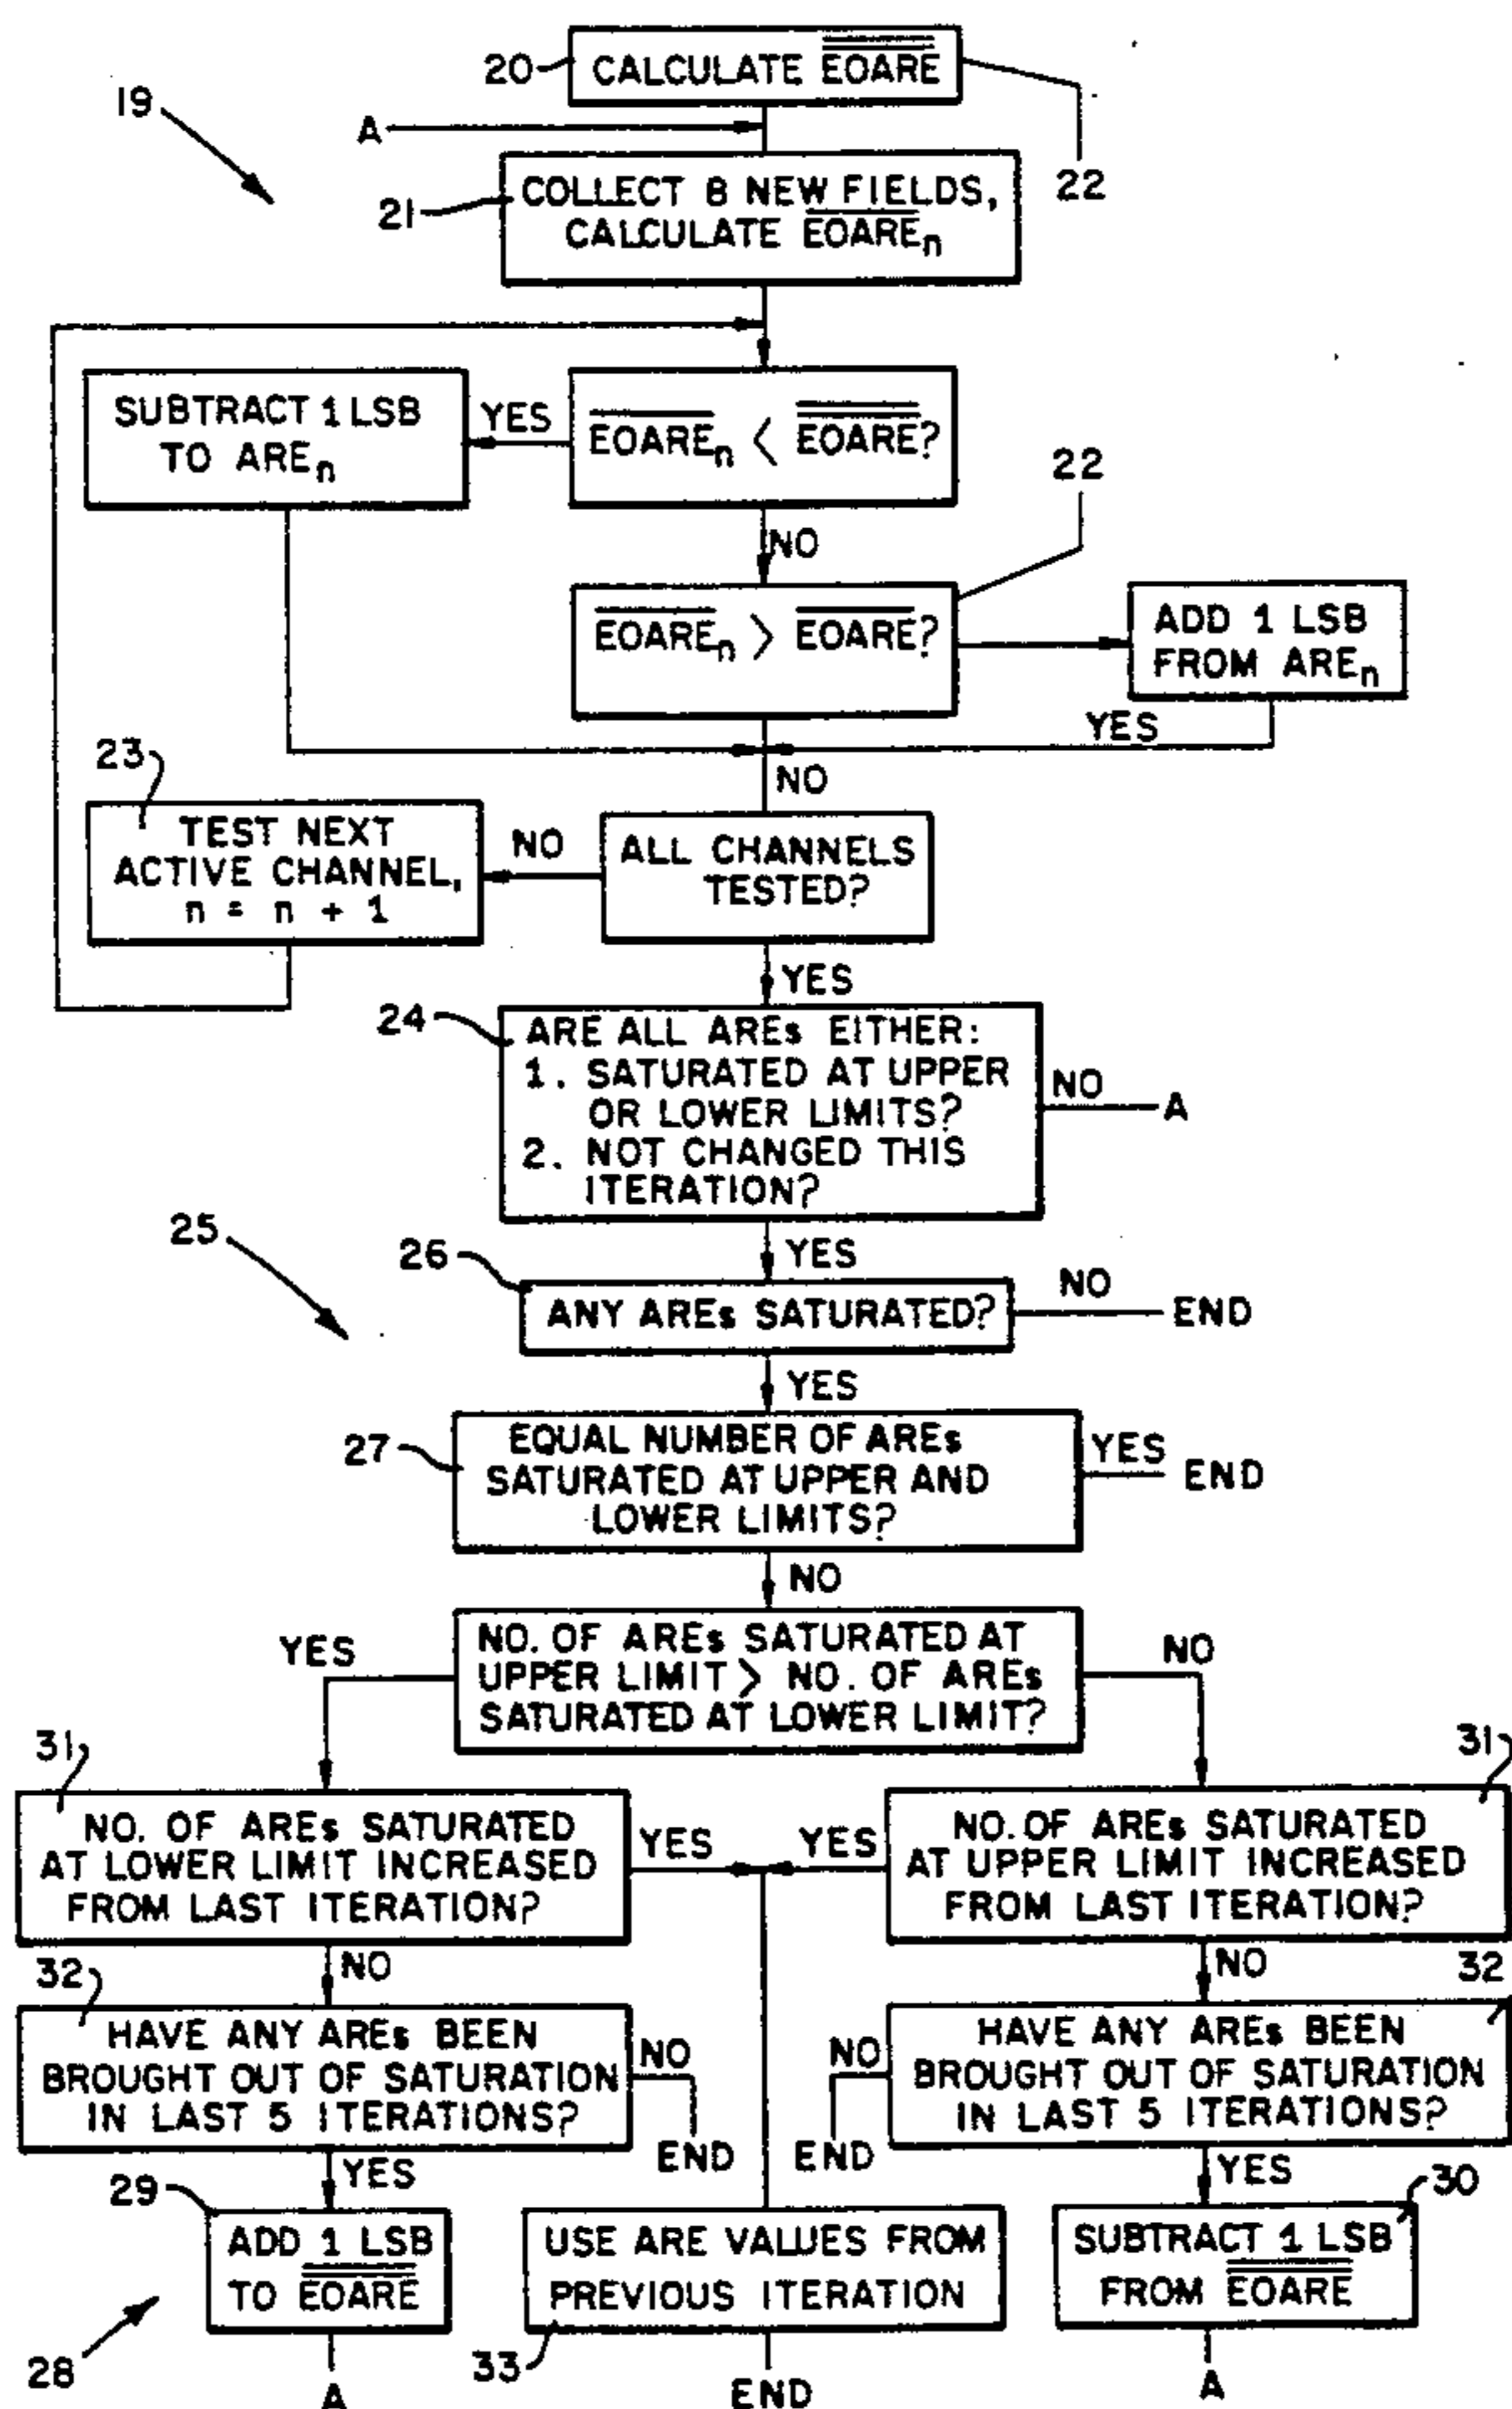 20 CALCULATE EOARE
19
A
22
21 COLLECT 8 NEW FIELDS,
CALCULATE EOAREn
SUBTRACT 1 LSB
TO AREn
YES
EOAREn < EOARE?
22
NO
EOAREn > EOARE?
ADD 1 LSB
FROM AREn
YES
23
NO
TEST NEXT
ACTIVE CHANNEL,
n = n + 1
NO
ALL CHANNELS
TESTED?
YES
24 ARE ALL AREs EITHER:
1. SATURATED AT UPPER
OR LOWER LIMITS?
2. NOT CHANGED THIS
ITERATION?
NO A
25
YES
26
ANY AREs SATURATED?
NO END
YES
27
EQUAL NUMBER OF AREs
SATURATED AT UPPER AND
LOWER LIMITS?
YES END
NO
YES
NO. OF AREs SATURATED AT
UPPER LIMIT > NO. OF AREs
SATURATED AT LOWER LIMIT?
NO
31
NO. OF AREs SATURATED
AT LOWER LIMIT INCREASED
FROM LAST ITERATION?
YES
YES
31
NO. OF AREs SATURATED
AT UPPER LIMIT INCREASED
FROM LAST ITERATION?
NO
NO
32
HAVE ANY AREs BEEN
BROUGHT OUT OF SATURATION
IN LAST 5 ITERATIONS?
NO
END
32
HAVE ANY AREs BEEN
BROUGHT OUT OF SATURATION
IN LAST 5 ITERATIONS?
NO
END
YES
YES
29
ADD 1 LSB
TO EOARE
USE ARE VALUES FROM
PREVIOUS ITERATION
30
SUBTRACT 1 LSB
FROM EOARE
28
A
33
END
A